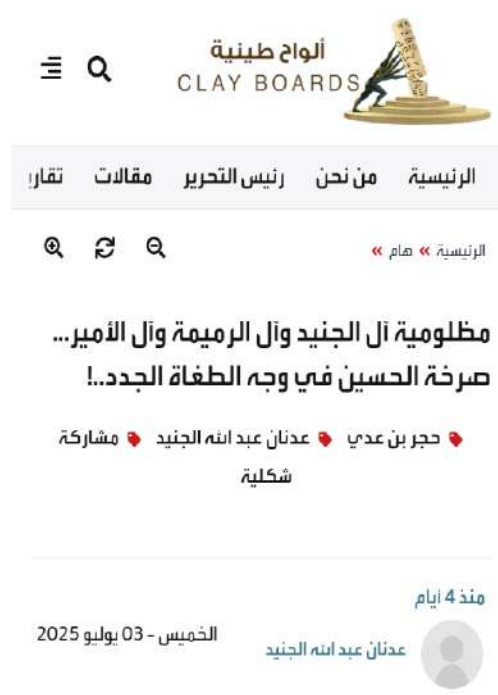 ألواح طينية
CLAY BOARDS
الرئيسية من نحن رئيس التحرير مقالات تقاري
الرئيسية » هام »
مظلومية آل الجنيد وآل الرميمة وآل الأمير...
صرخة الحسين في وجه الطغاة الجدد..!
حجر بن عدي عدنان عبد الله الجنيد مشاركة
شكلية
منذ 4 أيام
عدنان عبد الله الجنيد الخميس - 03 يوليو 2025